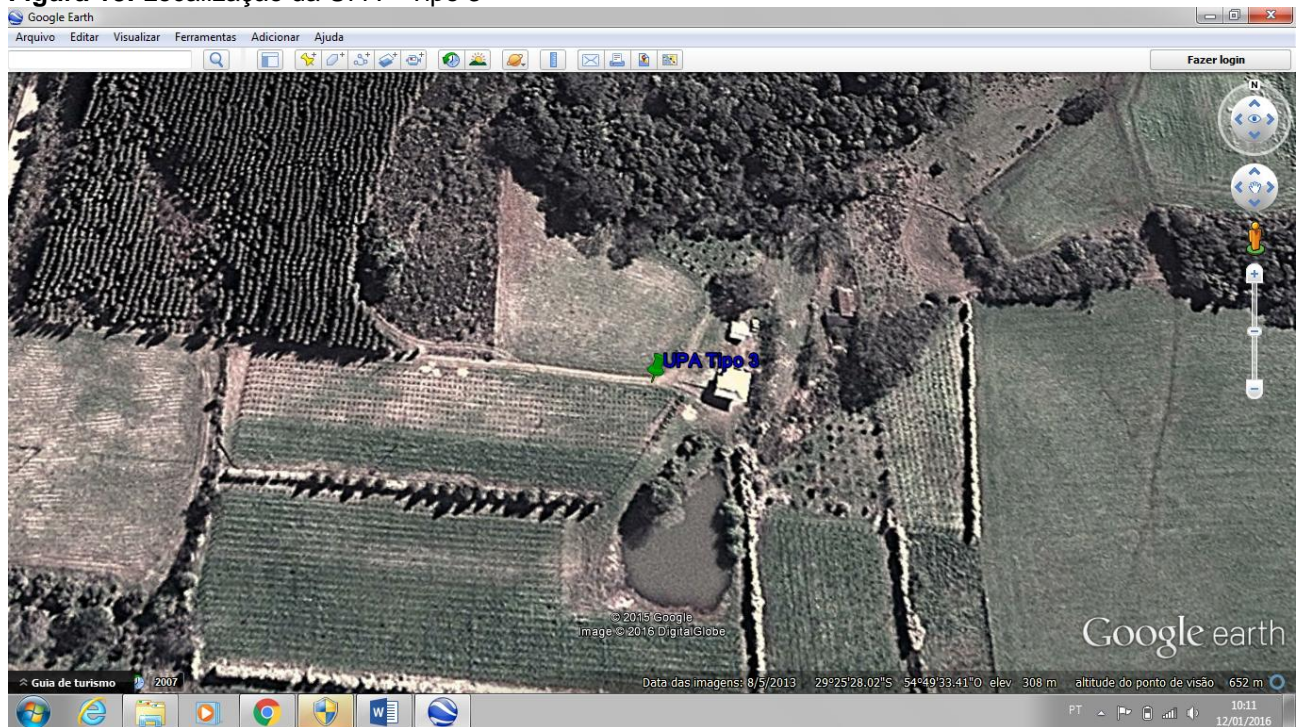 Google Earth
Arquivo Editar Visualizar Ferramentas Adicionar Ajuda
Fazer login
N
UPA Tipo 3
© 2015 Google
Image © 2016 DigitalGlobe
Google earth
Guia de turismo 2007
Data das imagens: 8/5/2013 29°25'28.02"S 54°49'33.41"O elev 308 m altitude do ponto de visão 652 m
PT 10:11
12/01/2016